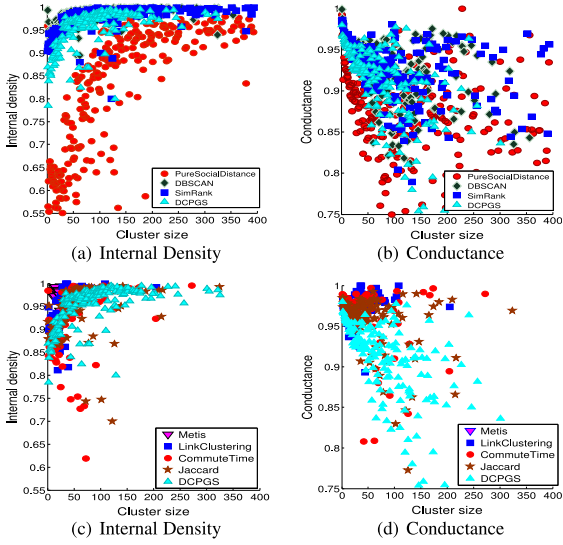 1
0.95
0.9
0.85
0.8
0.75
0.7
0.65
0.6
0.55
Internal density
0 50 100 150 200 250 300 350 400
Cluster size
PureSocialDistance
DBSCAN
SimRank
DCPGS
(a) Internal Density
1
0.95
0.9
0.85
0.8
0.75
Conductance
0 50 100 150 200 250 300 350 400
Cluster size
PureSocialDistance
DBSCAN
SimRank
DCPGS
(b) Conductance
1
0.95
0.9
0.85
0.8
0.75
0.7
0.65
0.6
0.55
Internal density
0 50 100 150 200 250 300 350 400
Cluster size
Metis
LinkClustering
CommuteTime
Jaccard
DCPGS
(c) Internal Density
1
0.95
0.9
0.85
0.8
0.75
Conductance
0 50 100 150 200 250 300 350 400
Cluster size
Metis
LinkClustering
CommuteTime
Jaccard
DCPGS
(d) Conductance